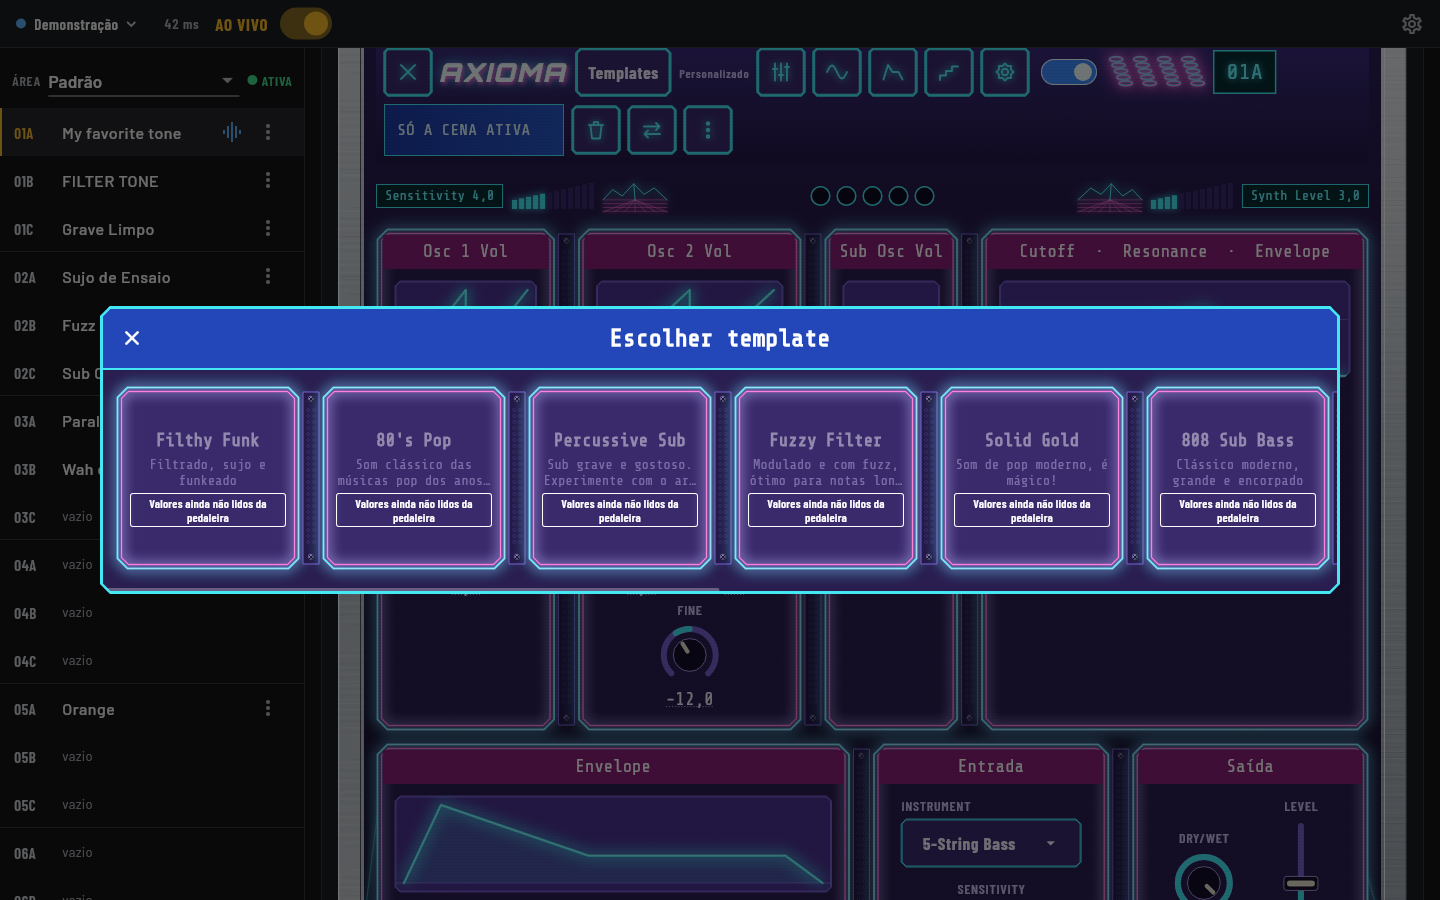 Demonstração
42 ms
AO VIVO
ÁREA Padrão
ATIVA
01A My favorite tone
01B FILTER TONE
01C Grave Limpo
02A Sujo de Ensaio
02B Fuzz
02C Sub
03A Paral
03B Wah
03C vazio
04A vazio
04B vazio
04C vazio
05A Orange
05B vazio
05C vazio
06A vazio
AXIOMA
Templates
Personalizado
01A
SÓ A CENA ATIVA
Sensitivity 4,0
Synth Level 3,0
Osc 1 Vol
Osc 2 Vol
Sub Osc Vol
Cutoff · Resonance · Envelope
Escolher template
Filthy Funk
Filtrado, sujo e
funkeado
Valores ainda não lidos da
pedaleira
80's Pop
Som clássico das
músicas pop dos anos…
Valores ainda não lidos da
pedaleira
Percussive Sub
Sub grave e gostoso.
Experimente com o ar…
Valores ainda não lidos da
pedaleira
Fuzzy Filter
Modulado e com fuzz,
ótimo para notas lon…
Valores ainda não lidos da
pedaleira
Solid Gold
Som de pop moderno, é
mágico!
Valores ainda não lidos da
pedaleira
808 Sub Bass
Clássico moderno,
grande e encorpado
Valores ainda não lidos da
pedaleira
FINE
-12,0
Envelope
Entrada
INSTRUMENT
5-String Bass
SENSITIVITY
Saída
LEVEL
DRY/WET